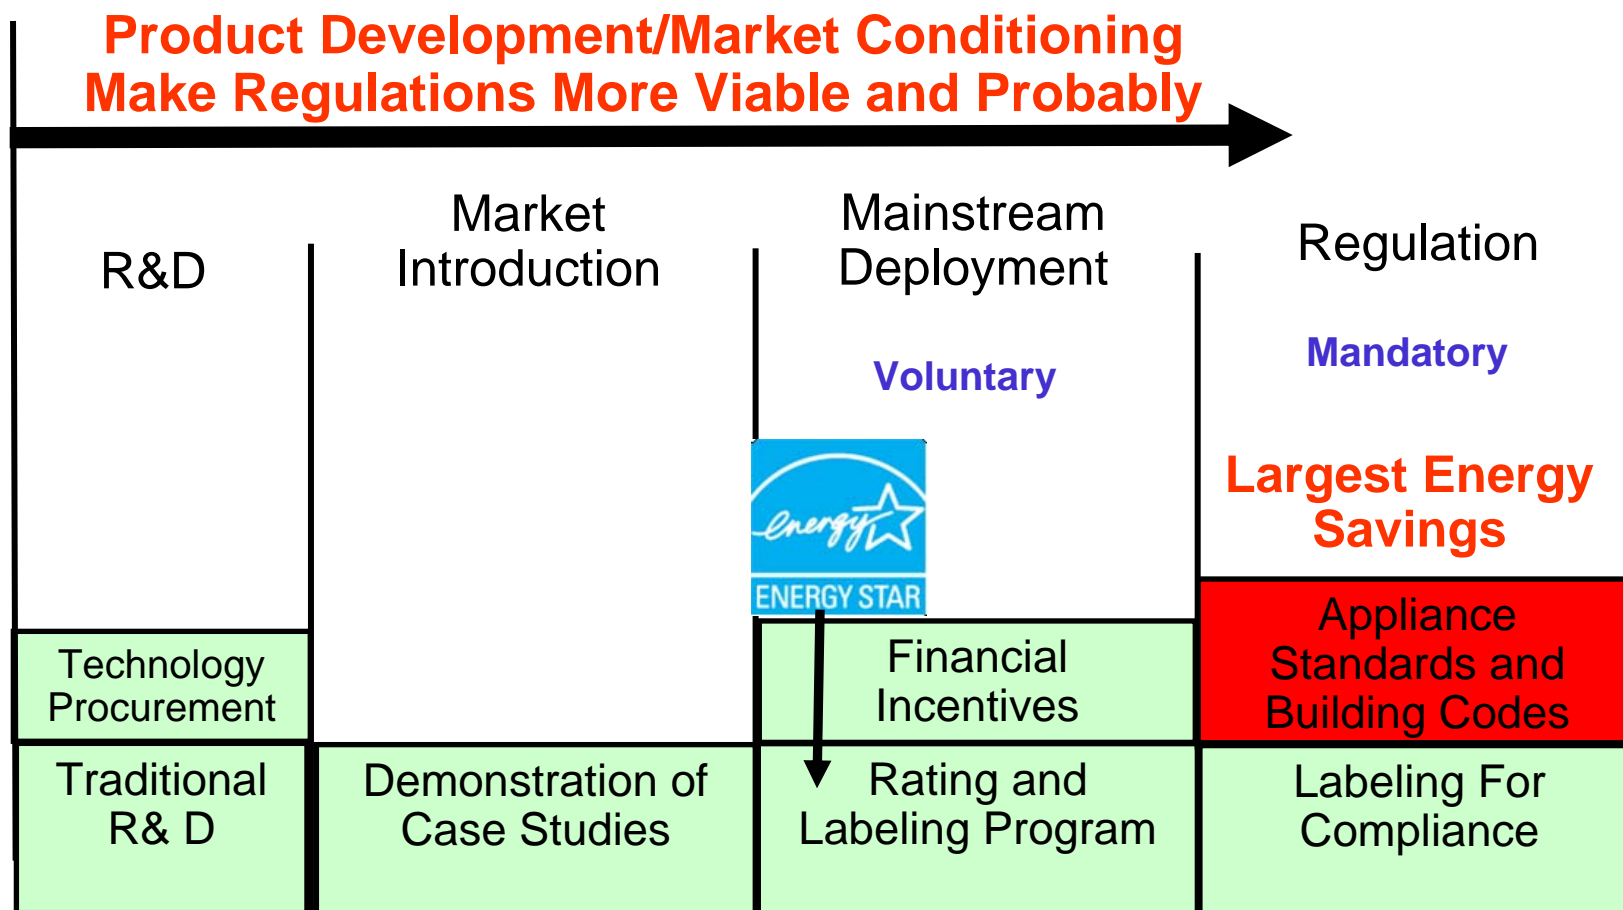 Product Development/Market Conditioning
Make Regulations More Viable and Probably
R&D
Market
Introduction
Mainstream
Deployment
Regulation
Voluntary
Mandatory
Largest Energy
Savings
energy
ENERGY STAR
Technology
Procurement
Financial
Incentives
Appliance
Standards and
Building Codes
Traditional
R& D
Demonstration of
Case Studies
Rating and
Labeling Program
Labeling For
Compliance